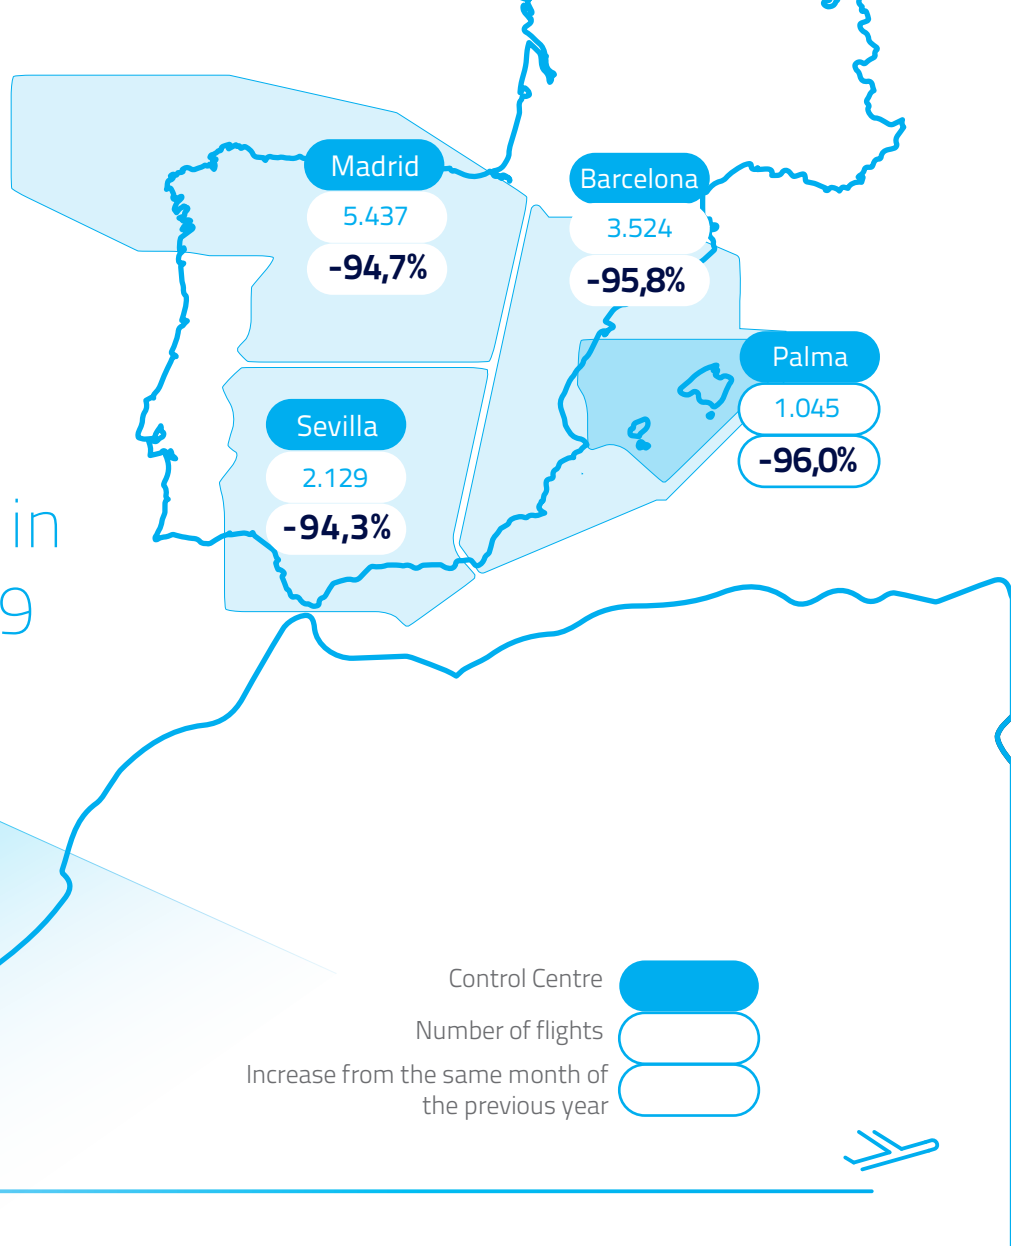 Madrid
5.437
-94,7%
Barcelona
3.524
-95,8%
Palma
1.045
-96,0%
Sevilla
2.129
-94,3%
in
9
Control Centre
Number of flights
Increase from the same month of
the previous year